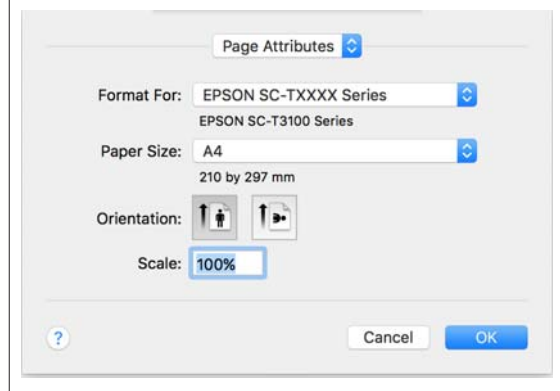 Page Attributes
Format For: EPSON SC-TXXXX Series
EPSON SC-T3100 Series
Paper Size: A4
210 by 297 mm
Orientation:
Scale: 100%
? Cancel OK